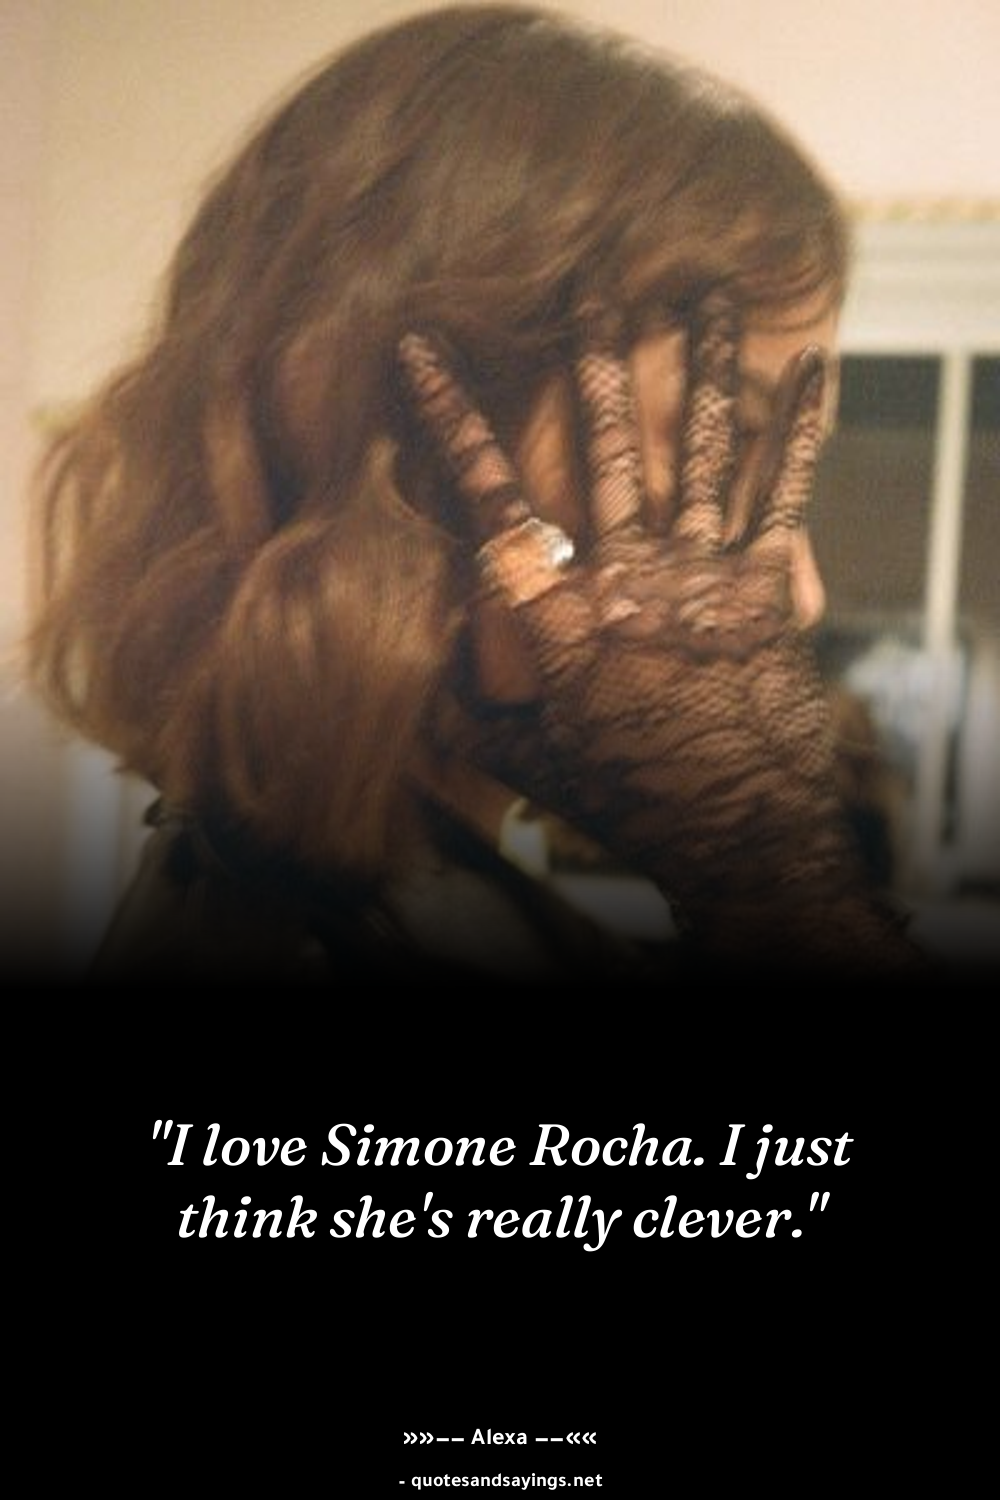 "I love Simone Rocha. I just
think she's really clever."
»»−− Alexa −−««
- quotesandsayings.net